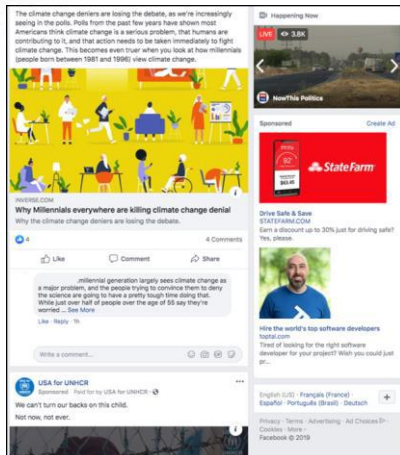 The climate change deniers are losing the debate, as we're increasingly
seeing in the polls. Polls from the past few years have shown most
Americans think climate change is a serious problem, that humans are
contributing to it, and that action needs to be taken immediately to fight
climate change. This becomes even truer when you look at how millennials
(people born between 1981 and 1996) view climate change.
INVERSE.COM
Why Millennials everywhere are killing climate change denial
Why the climate change deniers are losing the debate.
4
4 Comments
Like Comment Share
.millennial generation largely sees climate change as
a major problem, and the people trying to convince them to deny
the science are going to have a pretty tough time doing that.
While just over half of people over the age of 55 say they're
worried ... See More
Like · Reply · 1h
Write a comment...
USA for UNHCR
Sponsored · Paid for by USA for UNHCR ·
We can't turn our backs on this child.
Not now, not ever.
Happening Now
LIVE 3.8K
NowThis Politics
Sponsored Create Ad
92
StateFarm
Drive Safe & Save
STATEFARM.COM
Earn a discount up to 30% just for driving safe?
Yes, please.
Hire the world's top software developers
toptal.com
Tired of looking for the right software
developer for your project? Wish you could just
pr...
English (US) · Français (France) ·
Español · Português (Brasil) · Deutsch
Privacy · Terms · Advertising · Ad Choices
Cookies · More
Facebook © 2019